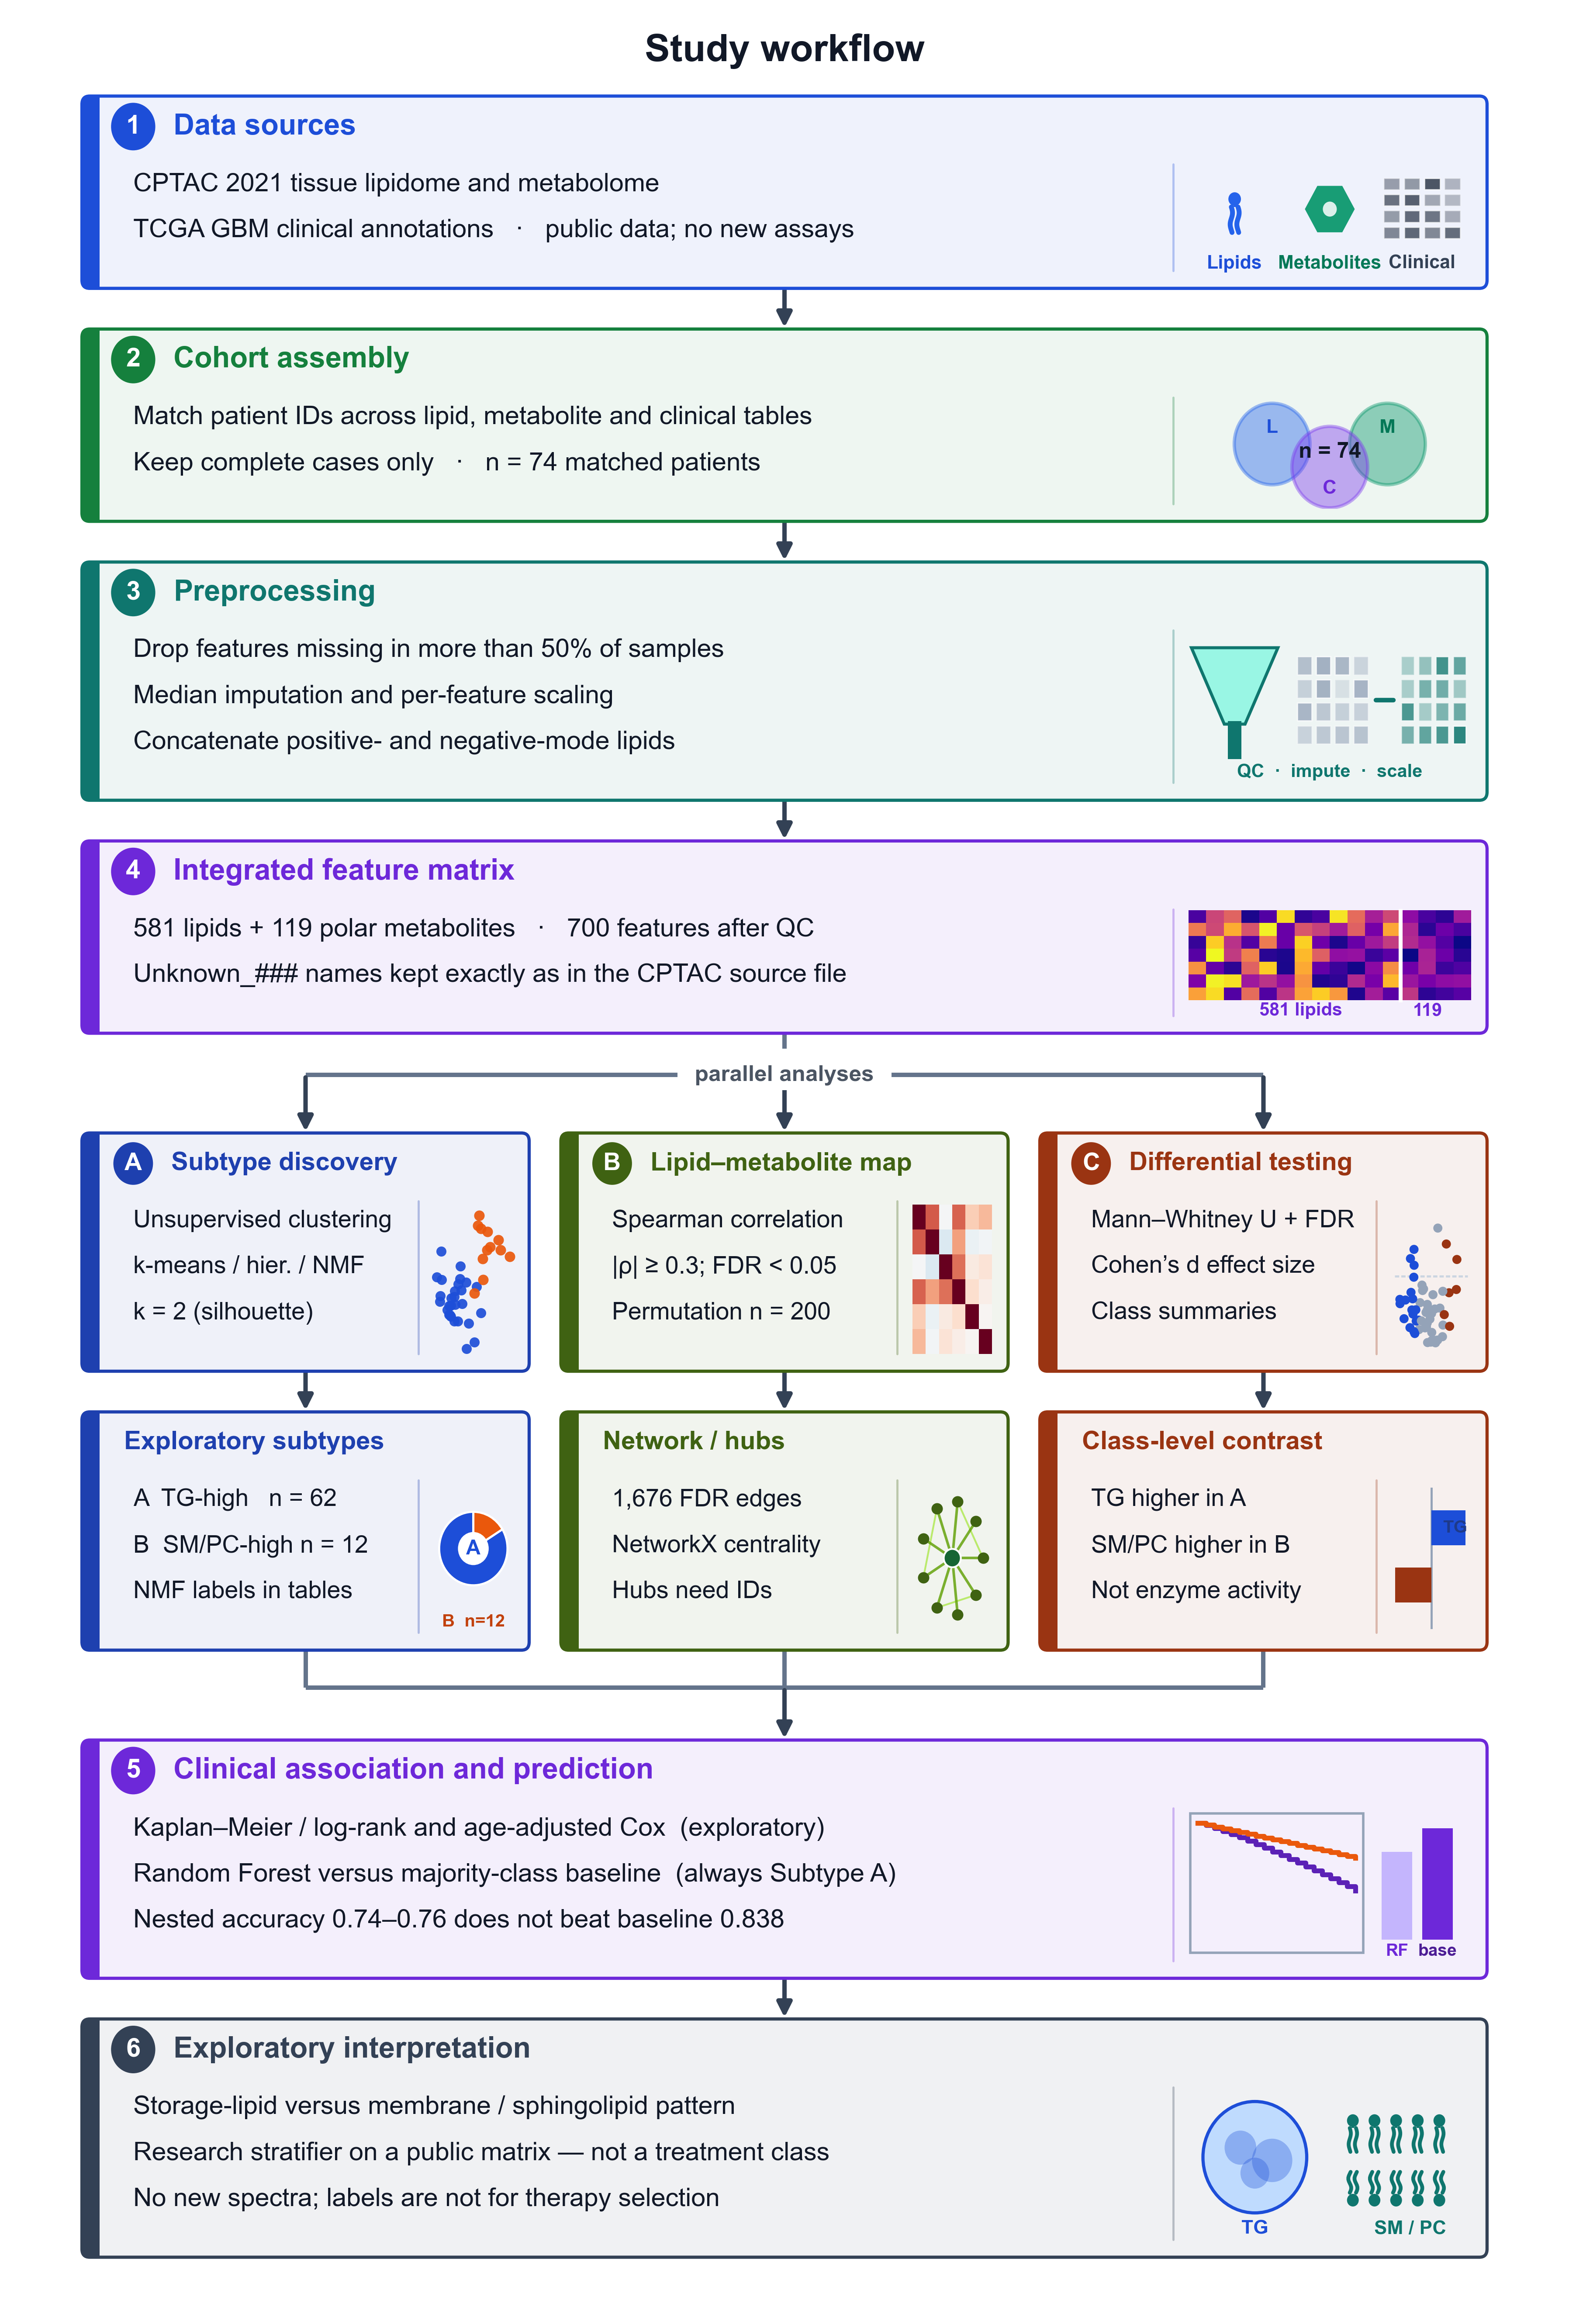 Study workflow
1 Data sources
CPTAC 2021 tissue lipidome and metabolome
TCGA GBM clinical annotations · public data; no new assays
Lipids Metabolites Clinical
2 Cohort assembly
Match patient IDs across lipid, metabolite and clinical tables
Keep complete cases only · n = 74 matched patients
L M
n = 74
C
3 Preprocessing
Drop features missing in more than 50% of samples
Median imputation and per-feature scaling
Concatenate positive- and negative-mode lipids
QC · impute · scale
4 Integrated feature matrix
581 lipids + 119 polar metabolites · 700 features after QC
Unknown_### names kept exactly as in the CPTAC source file
581 lipids 119
parallel analyses
A Subtype discovery
Unsupervised clustering
k-means / hier. / NMF
k = 2 (silhouette)
B Lipid–metabolite map
Spearman correlation
|ρ| ≥ 0.3; FDR < 0.05
Permutation n = 200
C Differential testing
Mann–Whitney U + FDR
Cohen’s d effect size
Class summaries
Exploratory subtypes
A TG-high n = 62
B SM/PC-high n = 12
NMF labels in tables
A
B n=12
Network / hubs
1,676 FDR edges
NetworkX centrality
Hubs need IDs
Class-level contrast
TG higher in A
SM/PC higher in B
Not enzyme activity
TG
5 Clinical association and prediction
Kaplan–Meier / log-rank and age-adjusted Cox (exploratory)
Random Forest versus majority-class baseline (always Subtype A)
Nested accuracy 0.74–0.76 does not beat baseline 0.838
RF base
6 Exploratory interpretation
Storage-lipid versus membrane / sphingolipid pattern
Research stratifier on a public matrix — not a treatment class
No new spectra; labels are not for therapy selection
TG SM / PC